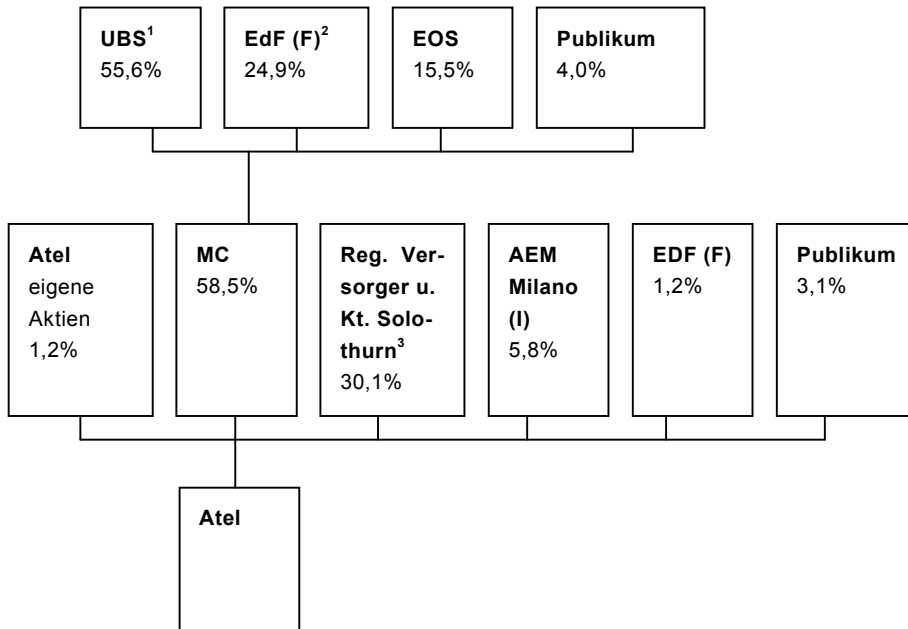 UBS¹
55,6%
EdF (F)²
24,9%
EOS
15,5%
Publikum
4,0%
Atel
eigene
Aktien
1,2%
MC
58,5%
Reg. Ver-
sorger u.
Kt. Solo-
thurn³
30,1%
AEM
Milano
(I)
5,8%
EDF (F)
1,2%
Publikum
3,1%
Atel